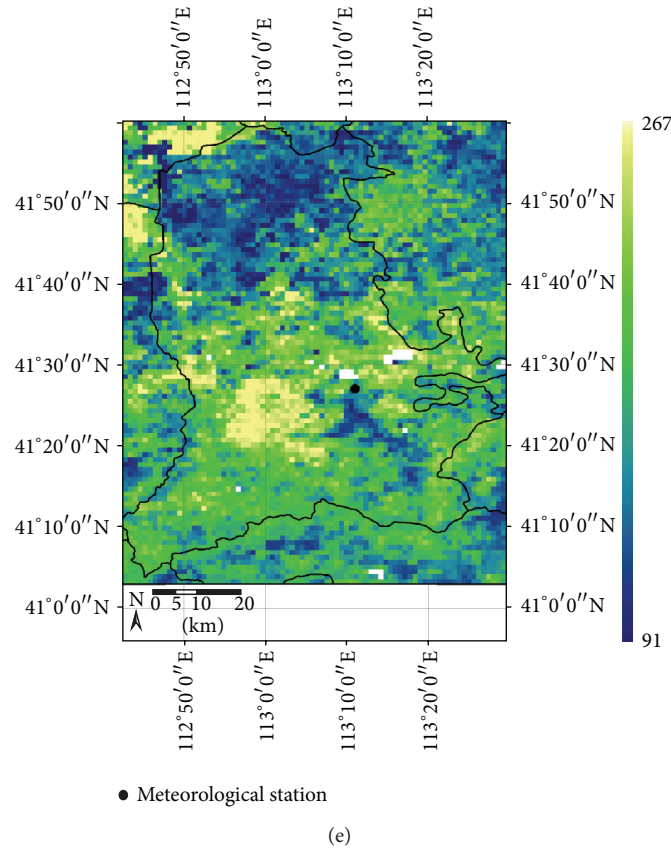 112°50′0″E 113°0′0″E 113°10′0″E 113°20′0″E
267
41°50′0″N 41°50′0″N
41°40′0″N 41°40′0″N
41°30′0″N 41°30′0″N
41°20′0″N 41°20′0″N
41°10′0″N 41°10′0″N
41°0′0″N N 0 5 10 20 41°0′0″N
(km)
91
112°50′0″E 113°0′0″E 113°10′0″E 113°20′0″E
Meteorological station
(e)